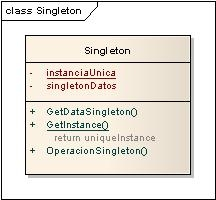 class Singleton
Singleton
- instanciaUnica
- singletonDatos
+ GetDataSingleton()
+ GetInstance()
return uniqueInstance
+ OperacionSingleton()